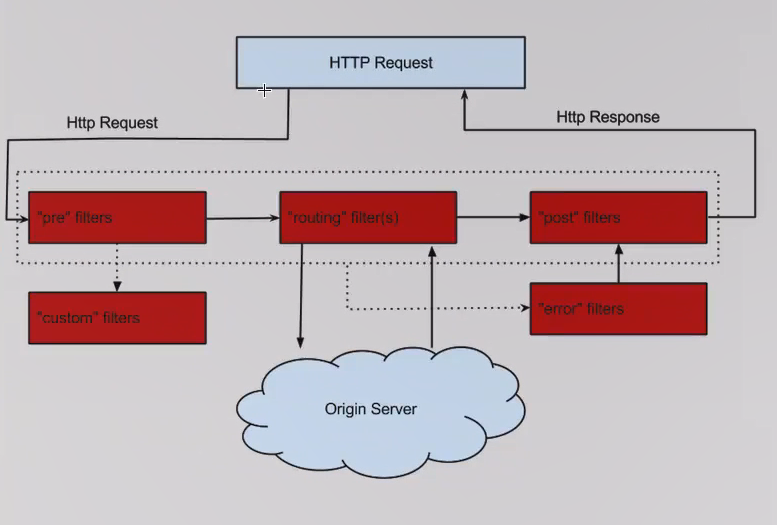 HTTP Request
Http Request
Http Response
"pre" filters
"routing" filter(s)
"post" filters
"custom" filters
"error" filters
Origin Server